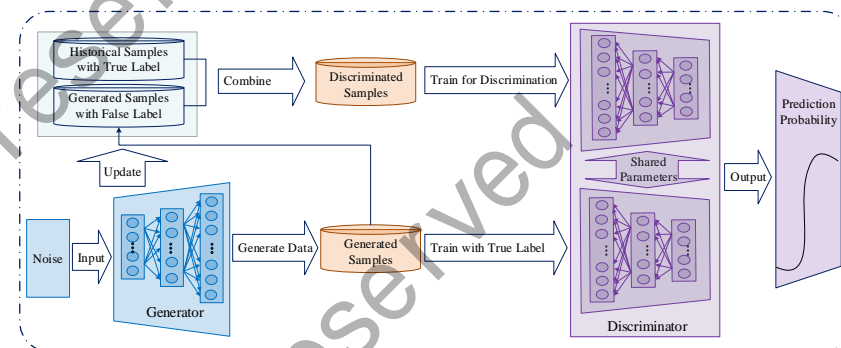 Historical Samples
with True Label
Generated Samples
with False Label
Combine
Discriminated
Samples
Train for Discrimination
Prediction
Probability
Shared
Parameters
Update
Output
Noise
Input
Generate Data
Generated
Samples
Train with True Label
Generator
Discriminator
reserved